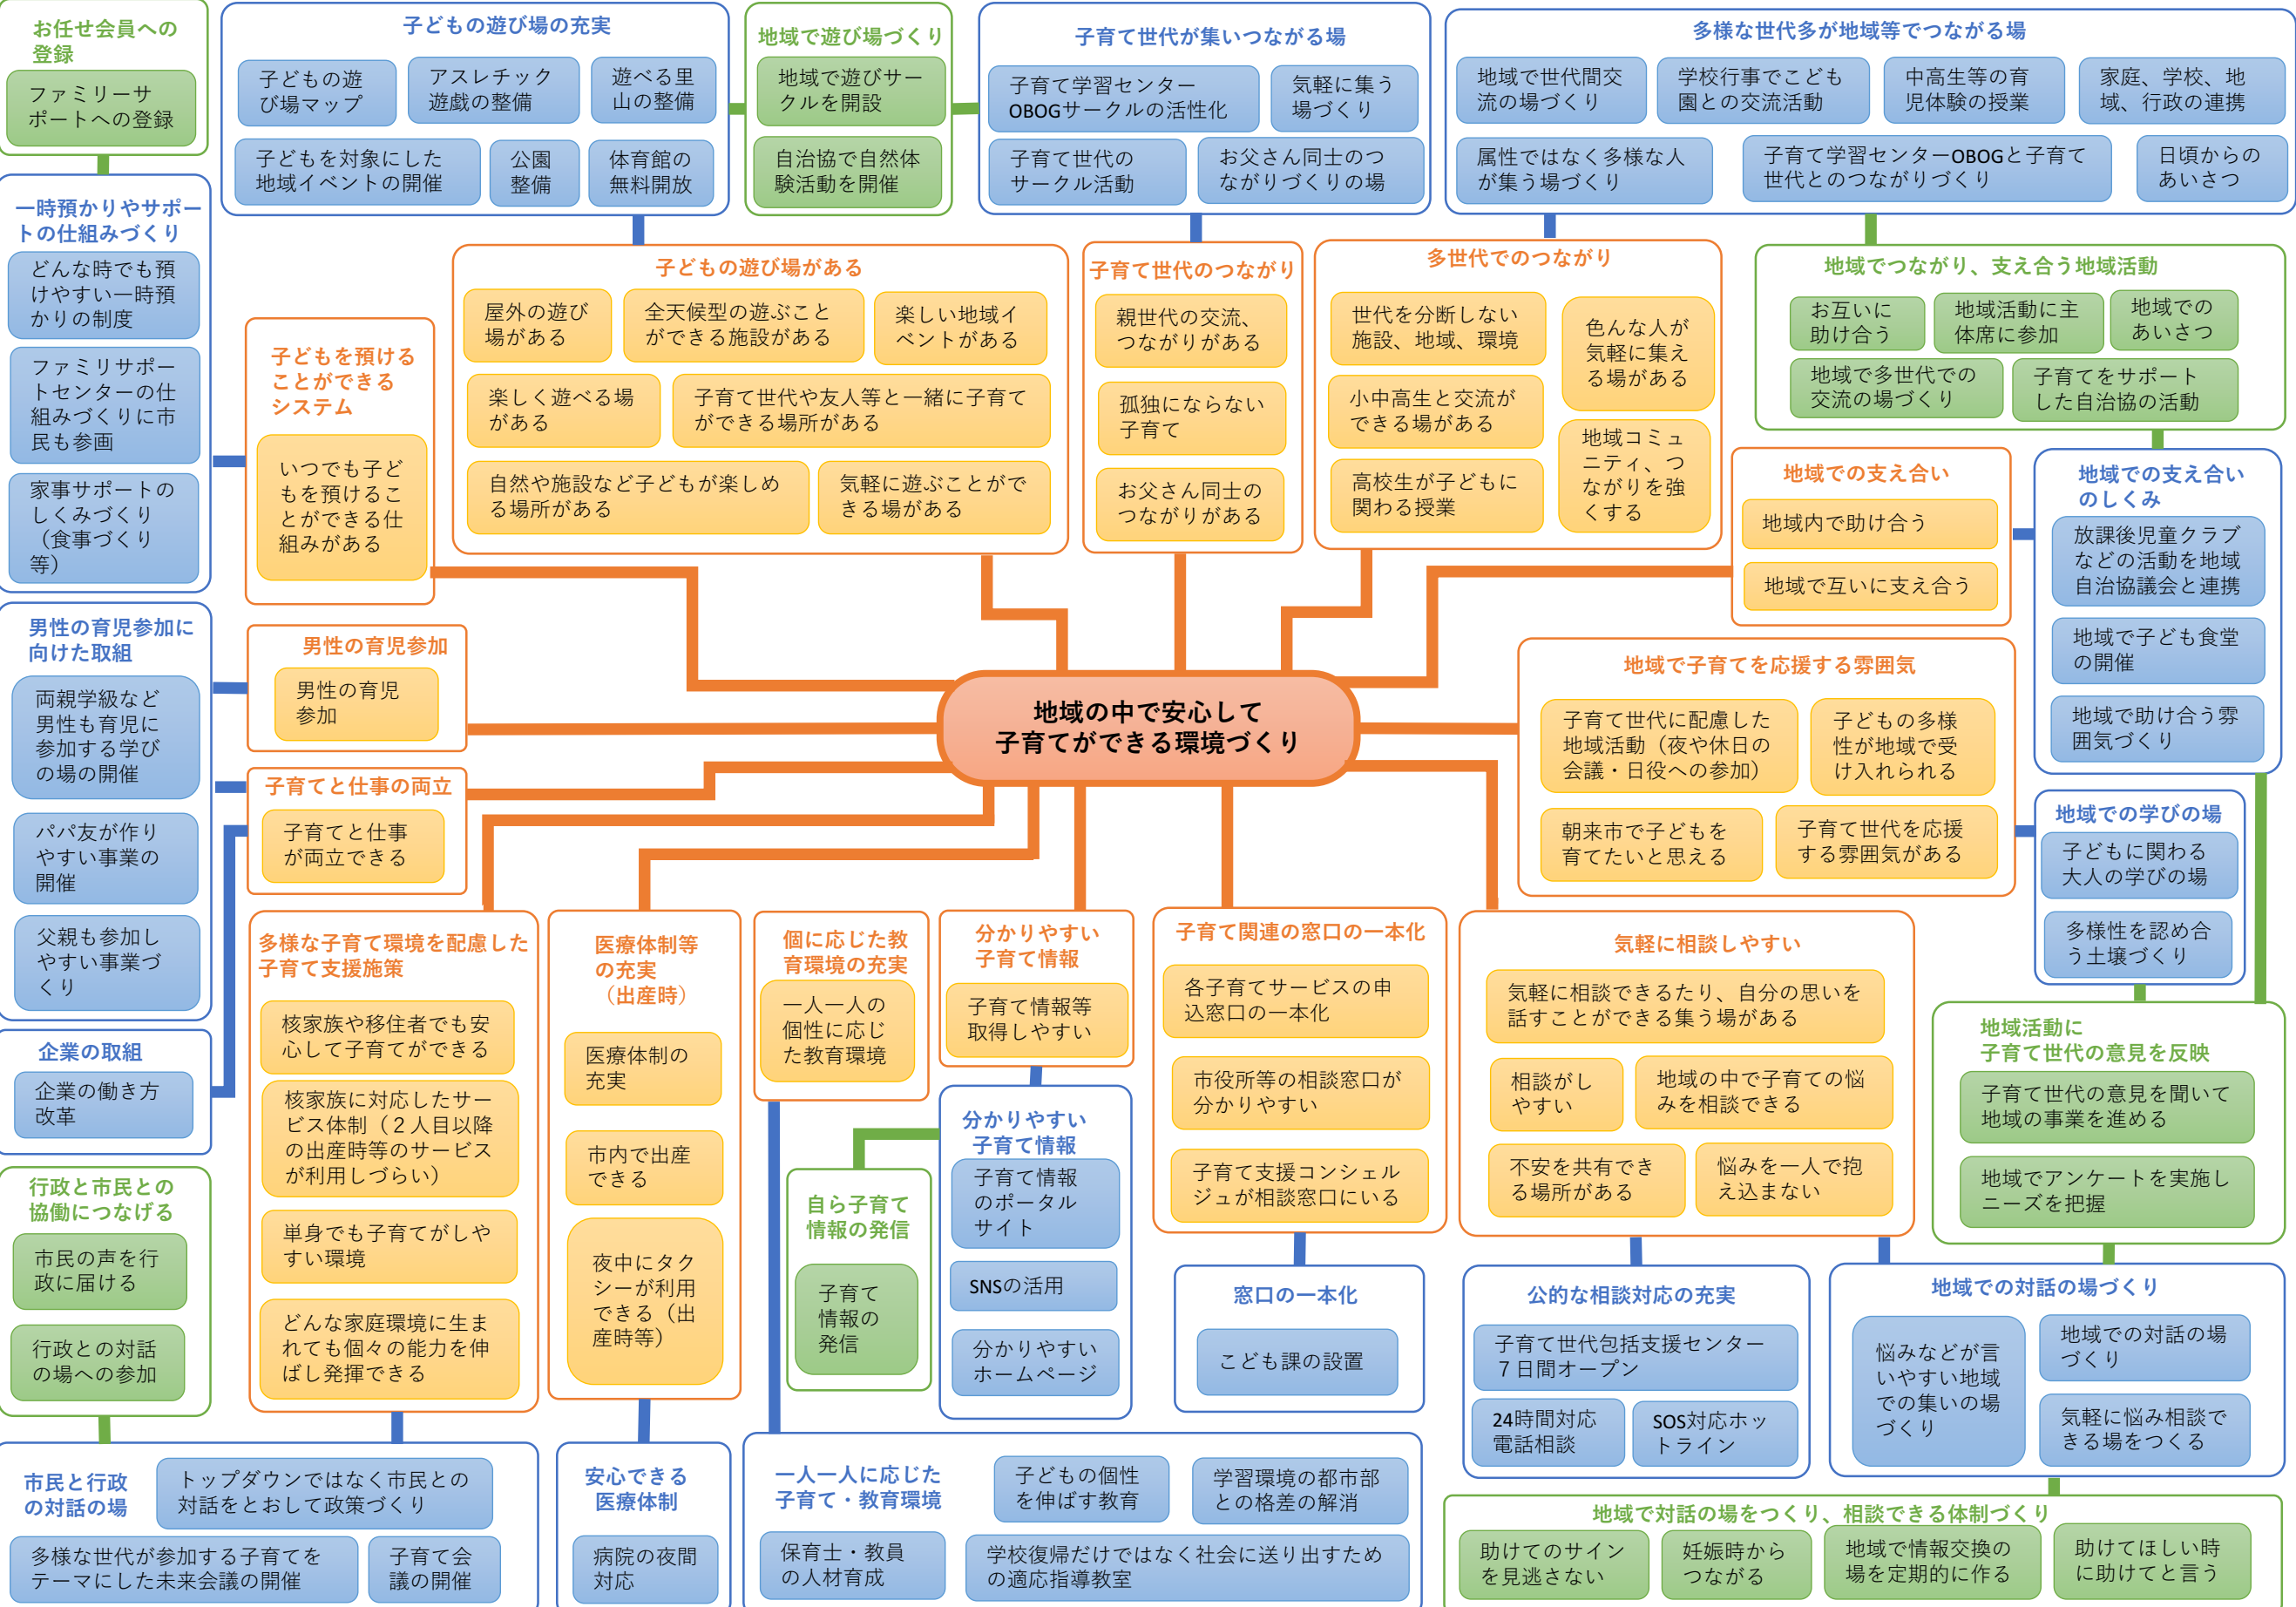 お任せ会員への
登録
ファミリーサ
ポートへの登録
子どもの遊び場の充実
子どもの遊
び場マップ
アスレチック
遊戯の整備
遊べる里
山の整備
子どもを対象にした
地域イベントの開催
公園
整備
体育館の
無料開放
地域で遊び場づくり
地域で遊びサー
クルを開設
自治協で自然体
験活動を開催
子育て世代が集いつながる場
子育て学習センター
OBOGサークルの活性化
気軽に集う
場づくり
子育て世代の
サークル活動
お父さん同士のつ
ながりづくりの場
多様な世代多が地域等でつながる場
地域で世代間交
流の場づくり
学校行事でこども
園との交流活動
中高生等の育
児体験の授業
家庭、学校、地
域、行政の連携
属性ではなく多様な人
が集う場づくり
子育て学習センターOBOGと子育て
世代とのつながりづくり
日頃からの
あいさつ
一時預かりやサポー
トの仕組みづくり
どんな時でも預
けやすい一時預
かりの制度
ファミリサポー
トセンターの仕
組みづくりに市
民も参画
家事サポートの
しくみづくり
（食事づくり
等）
子どもを預ける
ことができる
システム
いつでも子ど
もを預けるこ
とができる仕
組みがある
子どもの遊び場がある
屋外の遊び
場がある
全天候型の遊ぶこと
ができる施設がある
楽しい地域イ
ベントがある
楽しく遊べる場
がある
子育て世代や友人等と一緒に子育て
ができる場所がある
自然や施設など子どもが楽しめ
る場所がある
気軽に遊ぶことがで
きる場がある
子育て世代のつながり
親世代の交流、
つながりがある
孤独にならない
子育て
お父さん同士の
つながりがある
多世代でのつながり
世代を分断しない
施設、地域、環境
色んな人が
気軽に集え
る場がある
小中高生と交流が
できる場がある
高校生が子どもに
関わる授業
地域コミュ
ニティ、つ
ながりを強
くする
地域でつながり、支え合う地域活動
お互いに
助け合う
地域活動に主
体席に参加
地域での
あいさつ
地域で多世代での
交流の場づくり
子育てをサポート
した自治協の活動
地域での支え合い
地域内で助け合う
地域で互いに支え合う
地域での支え合い
のしくみ
放課後児童クラブ
などの活動を地域
自治協議会と連携
地域で子ども食堂
の開催
地域で助け合う雰
囲気づくり
男性の育児参加に
向けた取組
両親学級など
男性も育児に
参加する学び
の場の開催
パパ友が作り
やすい事業の
開催
父親も参加し
やすい事業づ
くり
男性の育児参加
男性の育児
参加
子育てと仕事の両立
子育てと仕事
が両立できる
地域の中で安心して
子育てができる環境づくり
地域で子育てを応援する雰囲気
子育て世代に配慮した
地域活動（夜や休日の
会議・日役への参加）
子どもの多様
性が地域で受
け入れられる
朝来市で子どもを
育てたいと思える
子育て世代を応援
する雰囲気がある
地域での学びの場
子どもに関わる
大人の学びの場
多様性を認め合
う土壌づくり
企業の取組
企業の働き方
改革
多様な子育て環境を配慮した
子育て支援施策
核家族や移住者でも安
心して子育てができる
核家族に対応したサー
ビス体制（２人目以降
の出産時等のサービス
が利用しづらい）
単身でも子育てがしや
すい環境
どんな家庭環境に生ま
れても個々の能力を伸
ばし発揮できる
医療体制等
の充実
（出産時）
医療体制の
充実
市内で出産
できる
夜中にタク
シーが利用
できる（出
産時等）
個に応じた教
育環境の充実
一人一人の
個性に応じ
た教育環境
分かりやすい
子育て情報
子育て情報等
取得しやすい
子育て関連の窓口の一本化
各子育てサービスの申
込窓口の一本化
市役所等の相談窓口が
分かりやすい
子育て支援コンシェル
ジュが相談窓口にいる
気軽に相談しやすい
気軽に相談できるたり、自分の思いを
話すことができる集う場がある
相談がし
やすい
地域の中で子育ての悩
みを相談できる
不安を共有でき
る場所がある
悩みを一人で抱
え込まない
地域活動に
子育て世代の意見を反映
子育て世代の意見を聞いて
地域の事業を進める
地域でアンケートを実施し
ニーズを把握
行政と市民との
協働につなげる
市民の声を行
政に届ける
行政との対話
の場への参加
自ら子育て
情報の発信
子育て
情報の
発信
分かりやすい
子育て情報
子育て情報
のポータル
サイト
SNSの活用
分かりやすい
ホームページ
窓口の一本化
こども課の設置
公的な相談対応の充実
子育て世代包括支援センター
７日間オープン
24時間対応
電話相談
SOS対応ホッ
トライン
地域での対話の場づくり
悩みなどが言
いやすい地域
での集いの場
づくり
地域での対話の場
づくり
気軽に悩み相談で
きる場をつくる
市民と行政
の対話の場
トップダウンではなく市民との
対話をとおして政策づくり
多様な世代が参加する子育てを
テーマにした未来会議の開催
子育て会
議の開催
安心できる
医療体制
病院の夜間
対応
一人一人に応じた
子育て・教育環境
子どもの個性
を伸ばす教育
学習環境の都市部
との格差の解消
保育士・教員
の人材育成
学校復帰だけではなく社会に送り出すため
の適応指導教室
地域で対話の場をつくり、相談できる体制づくり
助けてのサイン
を見逃さない
妊娠時から
つながる
地域で情報交換の
場を定期的に作る
助けてほしい時
に助けてと言う